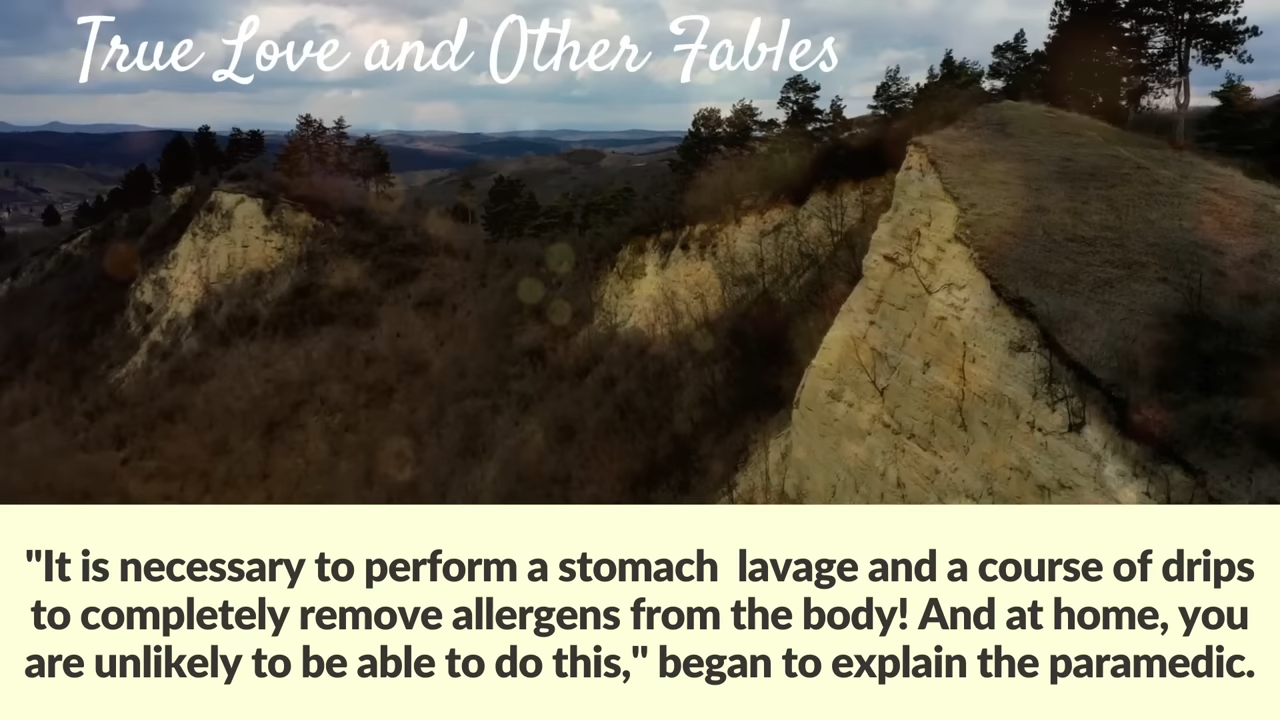 True Love and Other Fables
"It is necessary to perform a stomach  lavage and a course of drips
to completely remove allergens from the body! And at home, you
are unlikely to be able to do this," began to explain the paramedic.